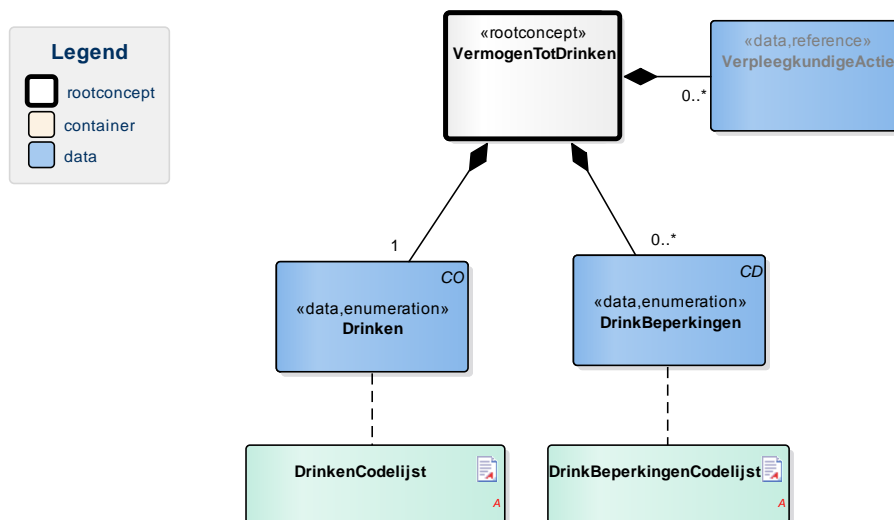 Legend
rootconcept
container
data
«rootconcept»
VermogenTotDrinken
«data,reference»
VerpleegkundigeActie
0..*
1
0..*
CO
«data,enumeration»
Drinken
CD
«data,enumeration»
DrinkBeperkingen
DrinkenCodelijst
A
DrinkBeperkingenCodelijst
A